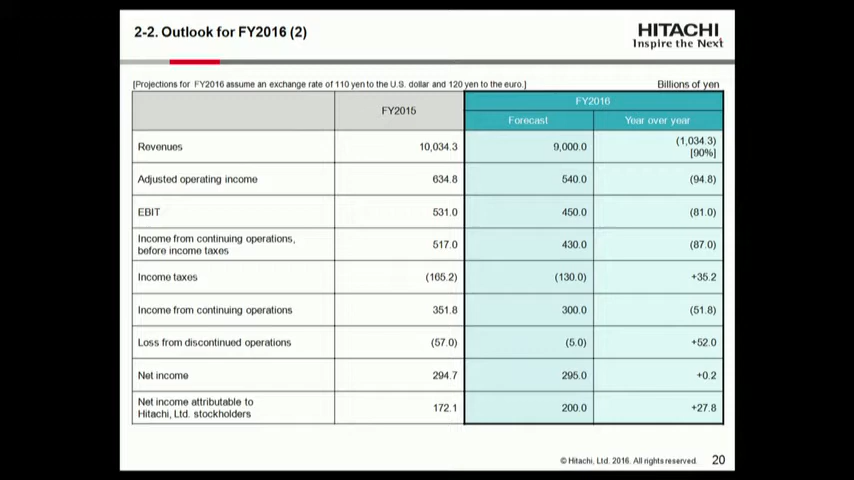 2-2. Outlook for FY2016 (2)
HITACHI
Inspire the Next
[Projections for FY2016 assume an exchange rate of 110 yen to the U.S. dollar and 120 yen to the euro.]
Billions of yen
FY2015
FY2016
Forecast
Year over year
Revenues
10,034.3
9,000.0
(1,034.3)
[90%]
Adjusted operating income
634.8
540.0
(94.8)
EBIT
531.0
450.0
(81.0)
Income from continuing operations,
before income taxes
517.0
430.0
(87.0)
Income taxes
(165.2)
(130.0)
+35.2
Income from continuing operations
351.8
300.0
(51.8)
Loss from discontinued operations
(57.0)
(5.0)
+52.0
Net income
294.7
295.0
+0.2
Net income attributable to
Hitachi, Ltd. stockholders
172.1
200.0
+27.8
© Hitachi, Ltd. 2016. All rights reserved.
20